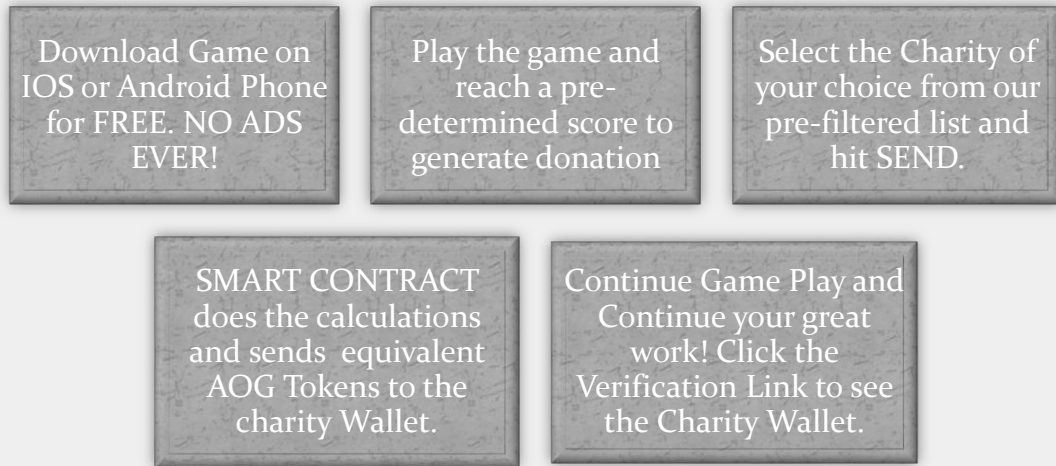 Download Game on
IOS or Android Phone
for FREE. NO ADS
EVER!
Play the game and
reach a pre-
determined score to
generate donation
Select the Charity of
your choice from our
pre-filtered list and
hit SEND.
SMART CONTRACT
does the calculations
and sends equivalent
AOG Tokens to the
charity Wallet.
Continue Game Play and
Continue your great
work! Click the
Verification Link to see
the Charity Wallet.